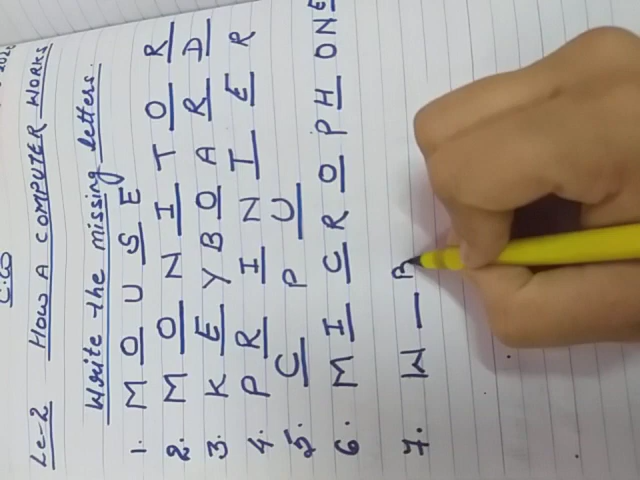 C.W
Le-2 HOW A COMPUTER WORKS
Write the missing letters.
1. M O U S E
2. M O N I T O R
3. K E Y B O A R D
4. P R I N T E R
5. C P U
6. M I C R O P H O N E
7. W _